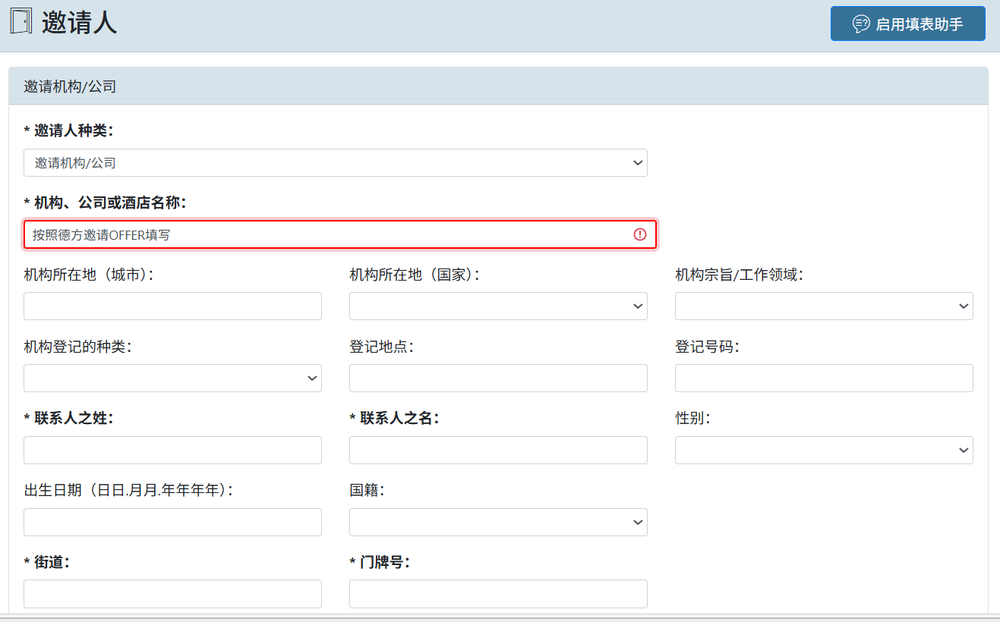 邀请人
启用填表助手
邀请机构/公司
* 邀请人种类：
邀请机构/公司
* 机构、公司或酒店名称：
按照德方邀请OFFER填写
机构所在地（城市）： 机构所在地（国家）： 机构宗旨/工作领域：
机构登记的种类： 登记地点： 登记号码：
* 联系人之姓： * 联系人之名： 性别：
出生日期（日日.月月.年年年年）： 国籍：
* 街道： * 门牌号：